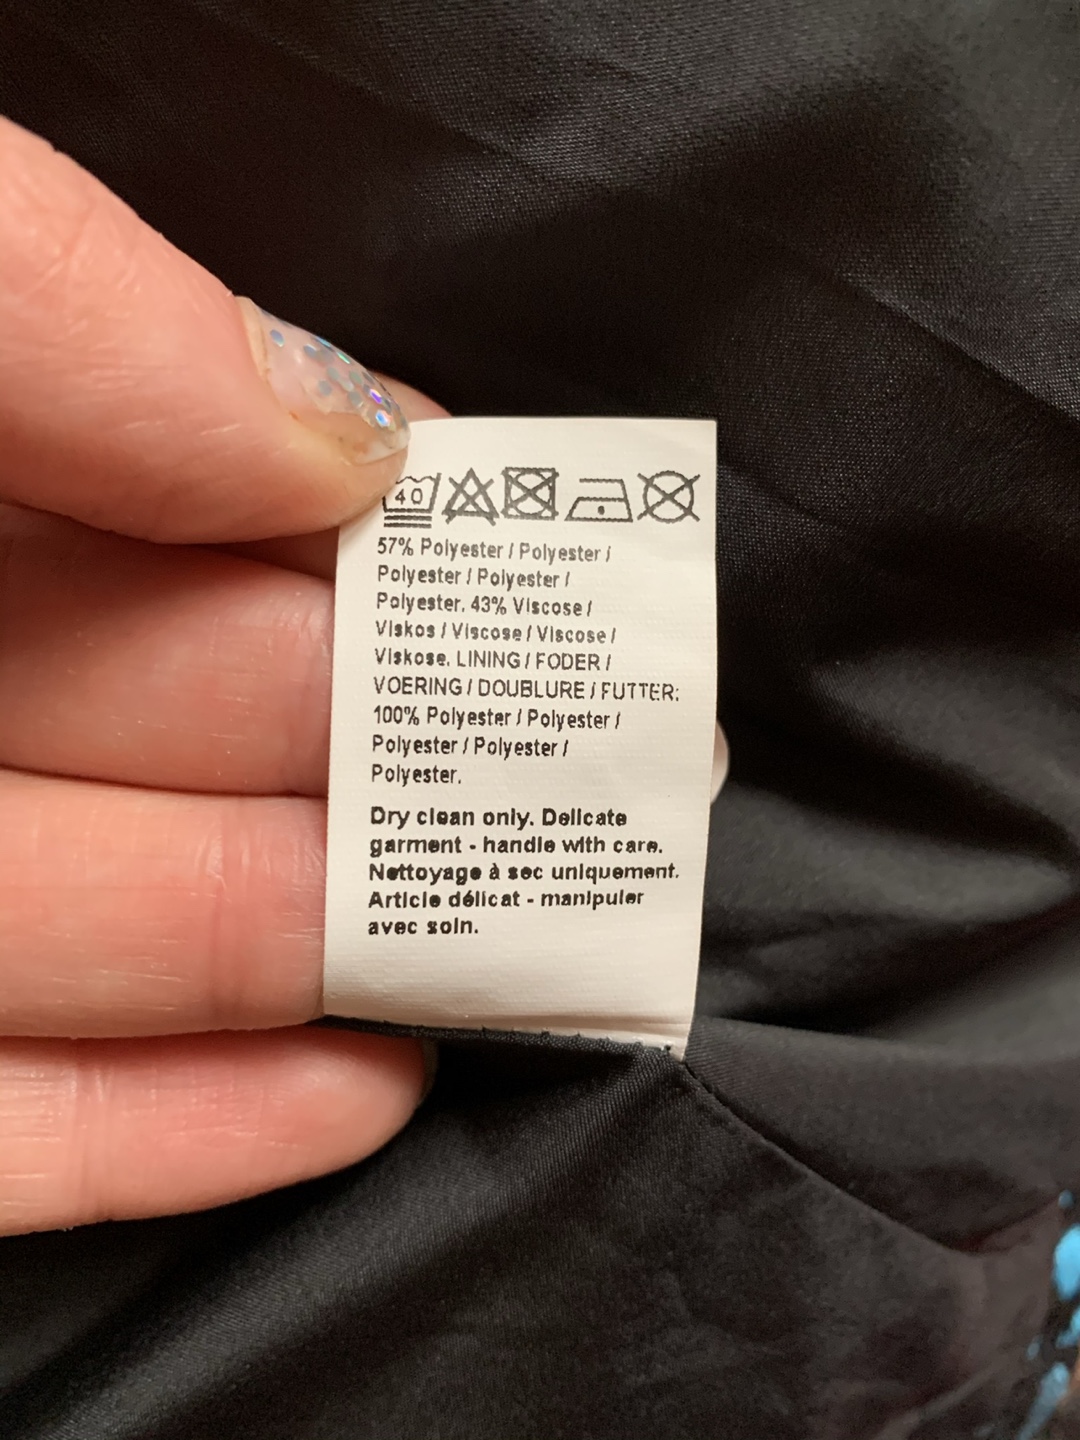 40
57% Polyester / Polyester /
Polyester / Polyester /
Polyester, 43% Viscose /
Viskos / Viscose / Viscose /
Viskose. LINING / FODER /
VOERING / DOUBLURE / FUTTER:
100% Polyester / Polyester /
Polyester / Polyester /
Polyester.
Dry clean only. Delicate
garment - handle with care.
Nettoyage à sec uniquement.
Article délicat - manipuler
avec soin.